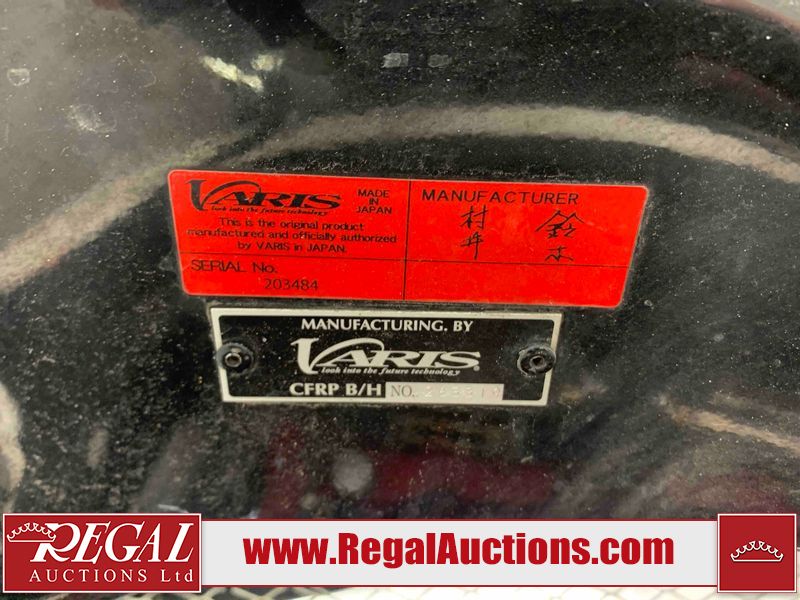 VARIS
look into the future technology
MADE
IN
JAPAN
This is the original product
manufactured and officially authorized
by VARIS in JAPAN.
SERIAL No.
203484
MANUFACTURER
村井
鈴木
MANUFACTURING. BY
VARIS®
look into the future technology
CFRP B/H NO.
REGAL
AUCTIONS Ltd
www.RegalAuctions.com